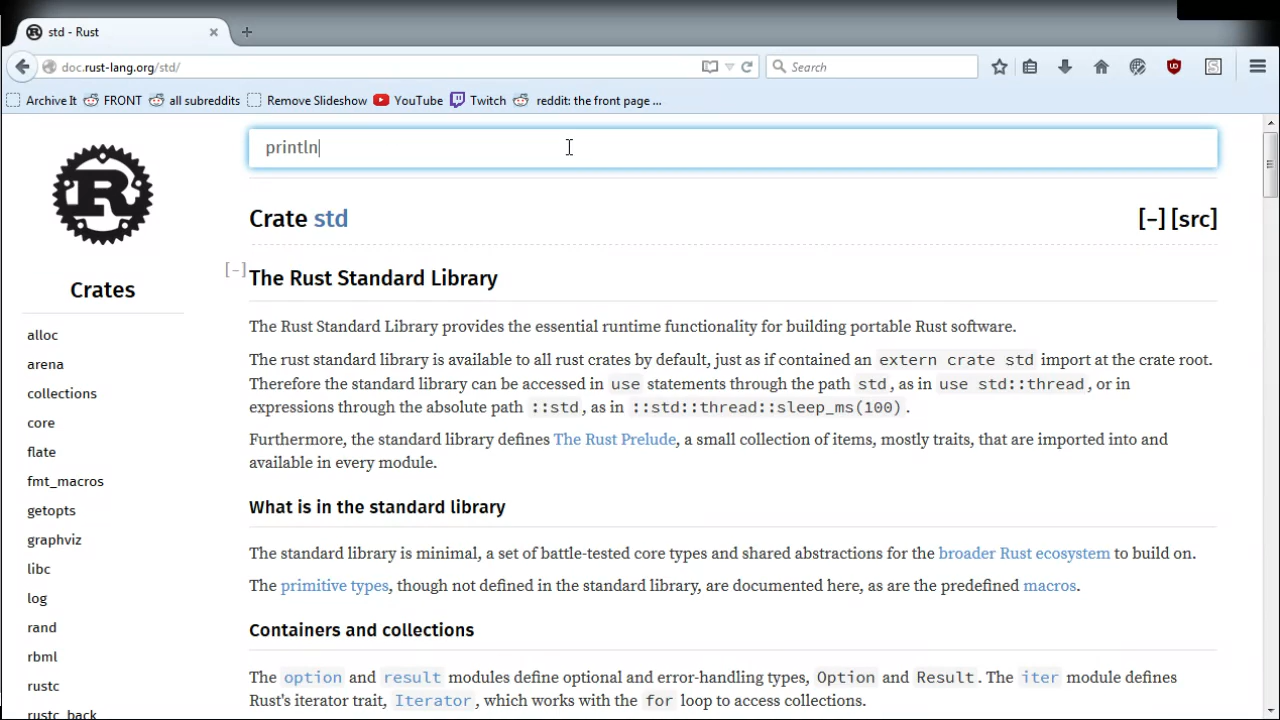 std - Rust
doc.rust-lang.org/std/
Search
Archive It FRONT all subreddits Remove Slideshow YouTube Twitch reddit: the front page ...
println
Crate std [-] [src]
Crates
alloc
arena
collections
core
flate
fmt_macros
getopts
graphviz
libc
log
rand
rbml
rustc
rustc_back
[-] The Rust Standard Library
The Rust Standard Library provides the essential runtime functionality for building portable Rust software.
The rust standard library is available to all rust crates by default, just as if contained an extern crate std import at the crate root.
Therefore the standard library can be accessed in use statements through the path std, as in use std::thread, or in
expressions through the absolute path ::std, as in ::std::thread::sleep_ms(100).
Furthermore, the standard library defines The Rust Prelude, a small collection of items, mostly traits, that are imported into and
available in every module.
What is in the standard library
The standard library is minimal, a set of battle-tested core types and shared abstractions for the broader Rust ecosystem to build on.
The primitive types, though not defined in the standard library, are documented here, as are the predefined macros.
Containers and collections
The option and result modules define optional and error-handling types, Option and Result. The iter module defines
Rust's iterator trait, Iterator, which works with the for loop to access collections.